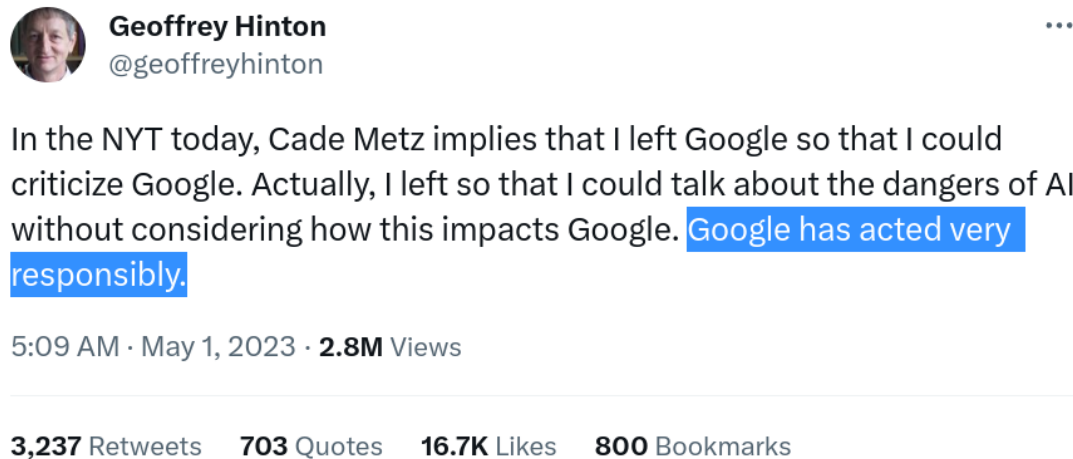 Geoffrey Hinton
@geoffreyhinton
In the NYT today, Cade Metz implies that I left Google so that I could
criticize Google. Actually, I left so that I could talk about the dangers of AI
without considering how this impacts Google. Google has acted very
responsibly.
5:09 AM · May 1, 2023 · 2.8M Views
3,237 Retweets 703 Quotes 16.7K Likes 800 Bookmarks